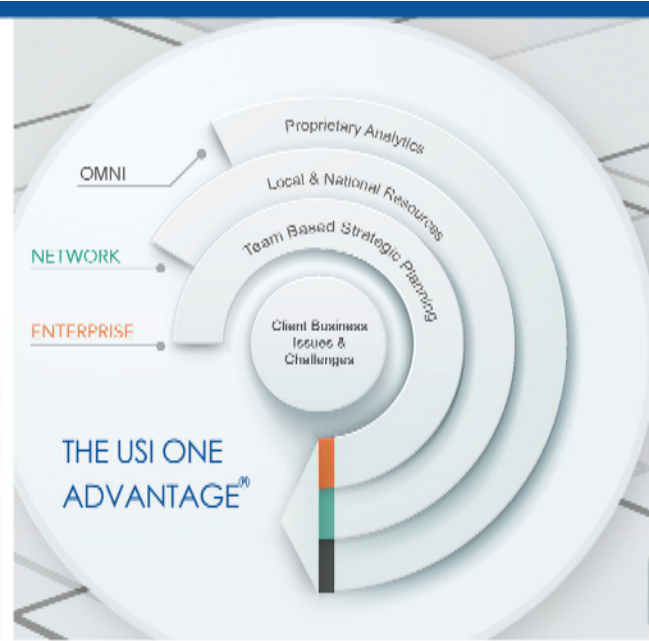 Proprietary Analytics
OMNI
Local & National Resources
NETWORK
Team Based Strategic Planning
ENTERPRISE
Client Business
Issues &
Challenges
THE USI ONE
ADVANTAGE®